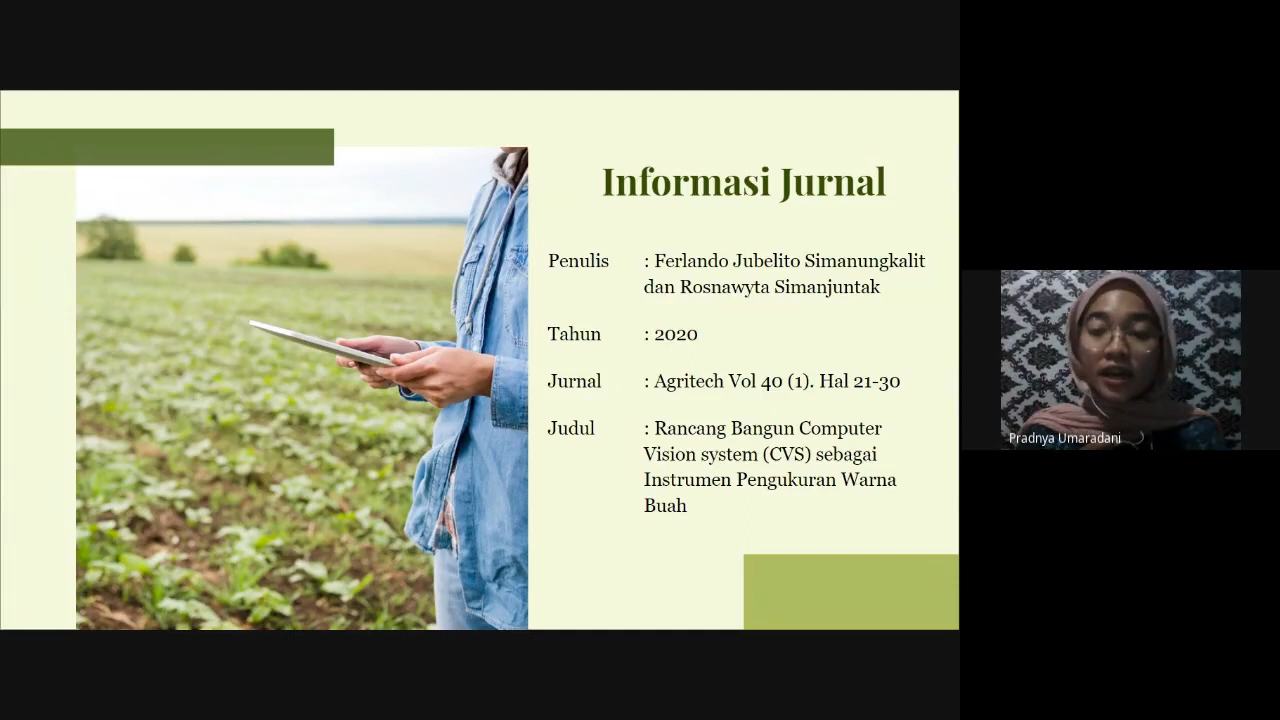 Informasi Jurnal
Penulis : Ferlando Jubelito Simanungkalit
dan Rosnawyta Simanjuntak
Tahun : 2020
Jurnal : Agritech Vol 40 (1). Hal 21-30
Judul : Rancang Bangun Computer
Vision system (CVS) sebagai
Instrumen Pengukuran Warna
Buah
Pradnya Umaradani